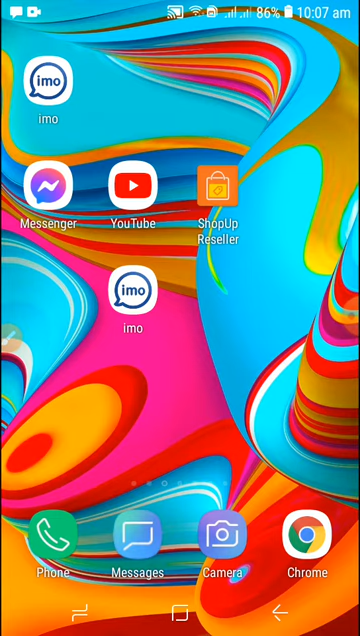 86% 10:07 am
imo
imo
Messenger
YouTube
ShopUp
Reseller
imo
imo
Phone
Messages
Camera
Chrome